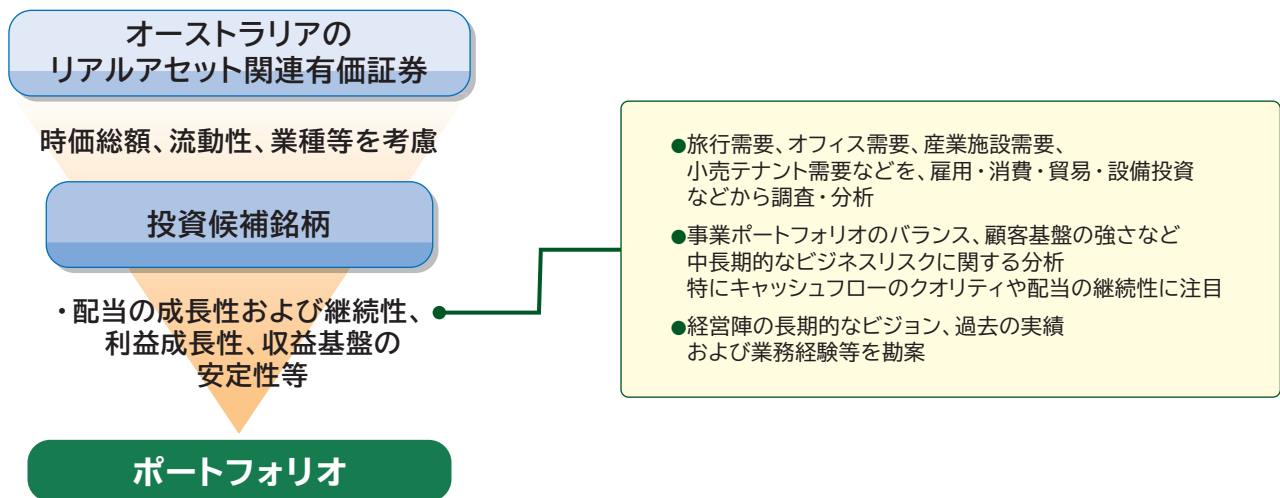 オーストラリアの
リアルアセット関連有価証券
時価総額、流動性、業種等を考慮
投資候補銘柄
・配当の成長性および継続性、
利益成長性、収益基盤の
安定性等
ポートフォリオ
●旅行需要、オフィス需要、産業施設需要、
小売テナント需要などを、雇用・消費・貿易・設備投資
などから調査・分析
●事業ポートフォリオのバランス、顧客基盤の強さなど
中長期的なビジネスリスクに関する分析
特にキャッシュフローのクオリティや配当の継続性に注目
●経営陣の長期的なビジョン、過去の実績
および業務経験等を勘案